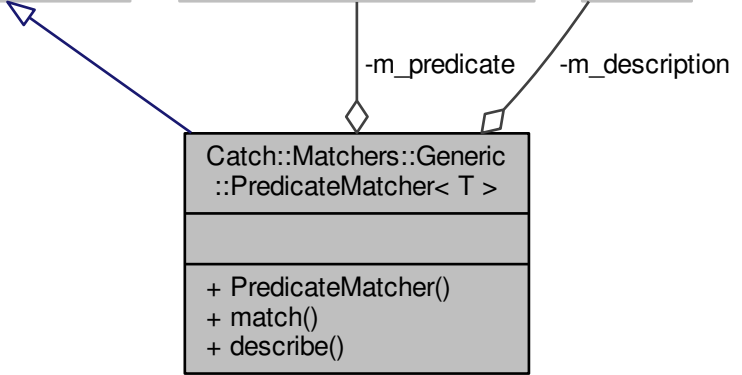 -m_predicate
-m_description
Catch::Matchers::Generic
::PredicateMatcher< T >
+ PredicateMatcher()
+ match()
+ describe()